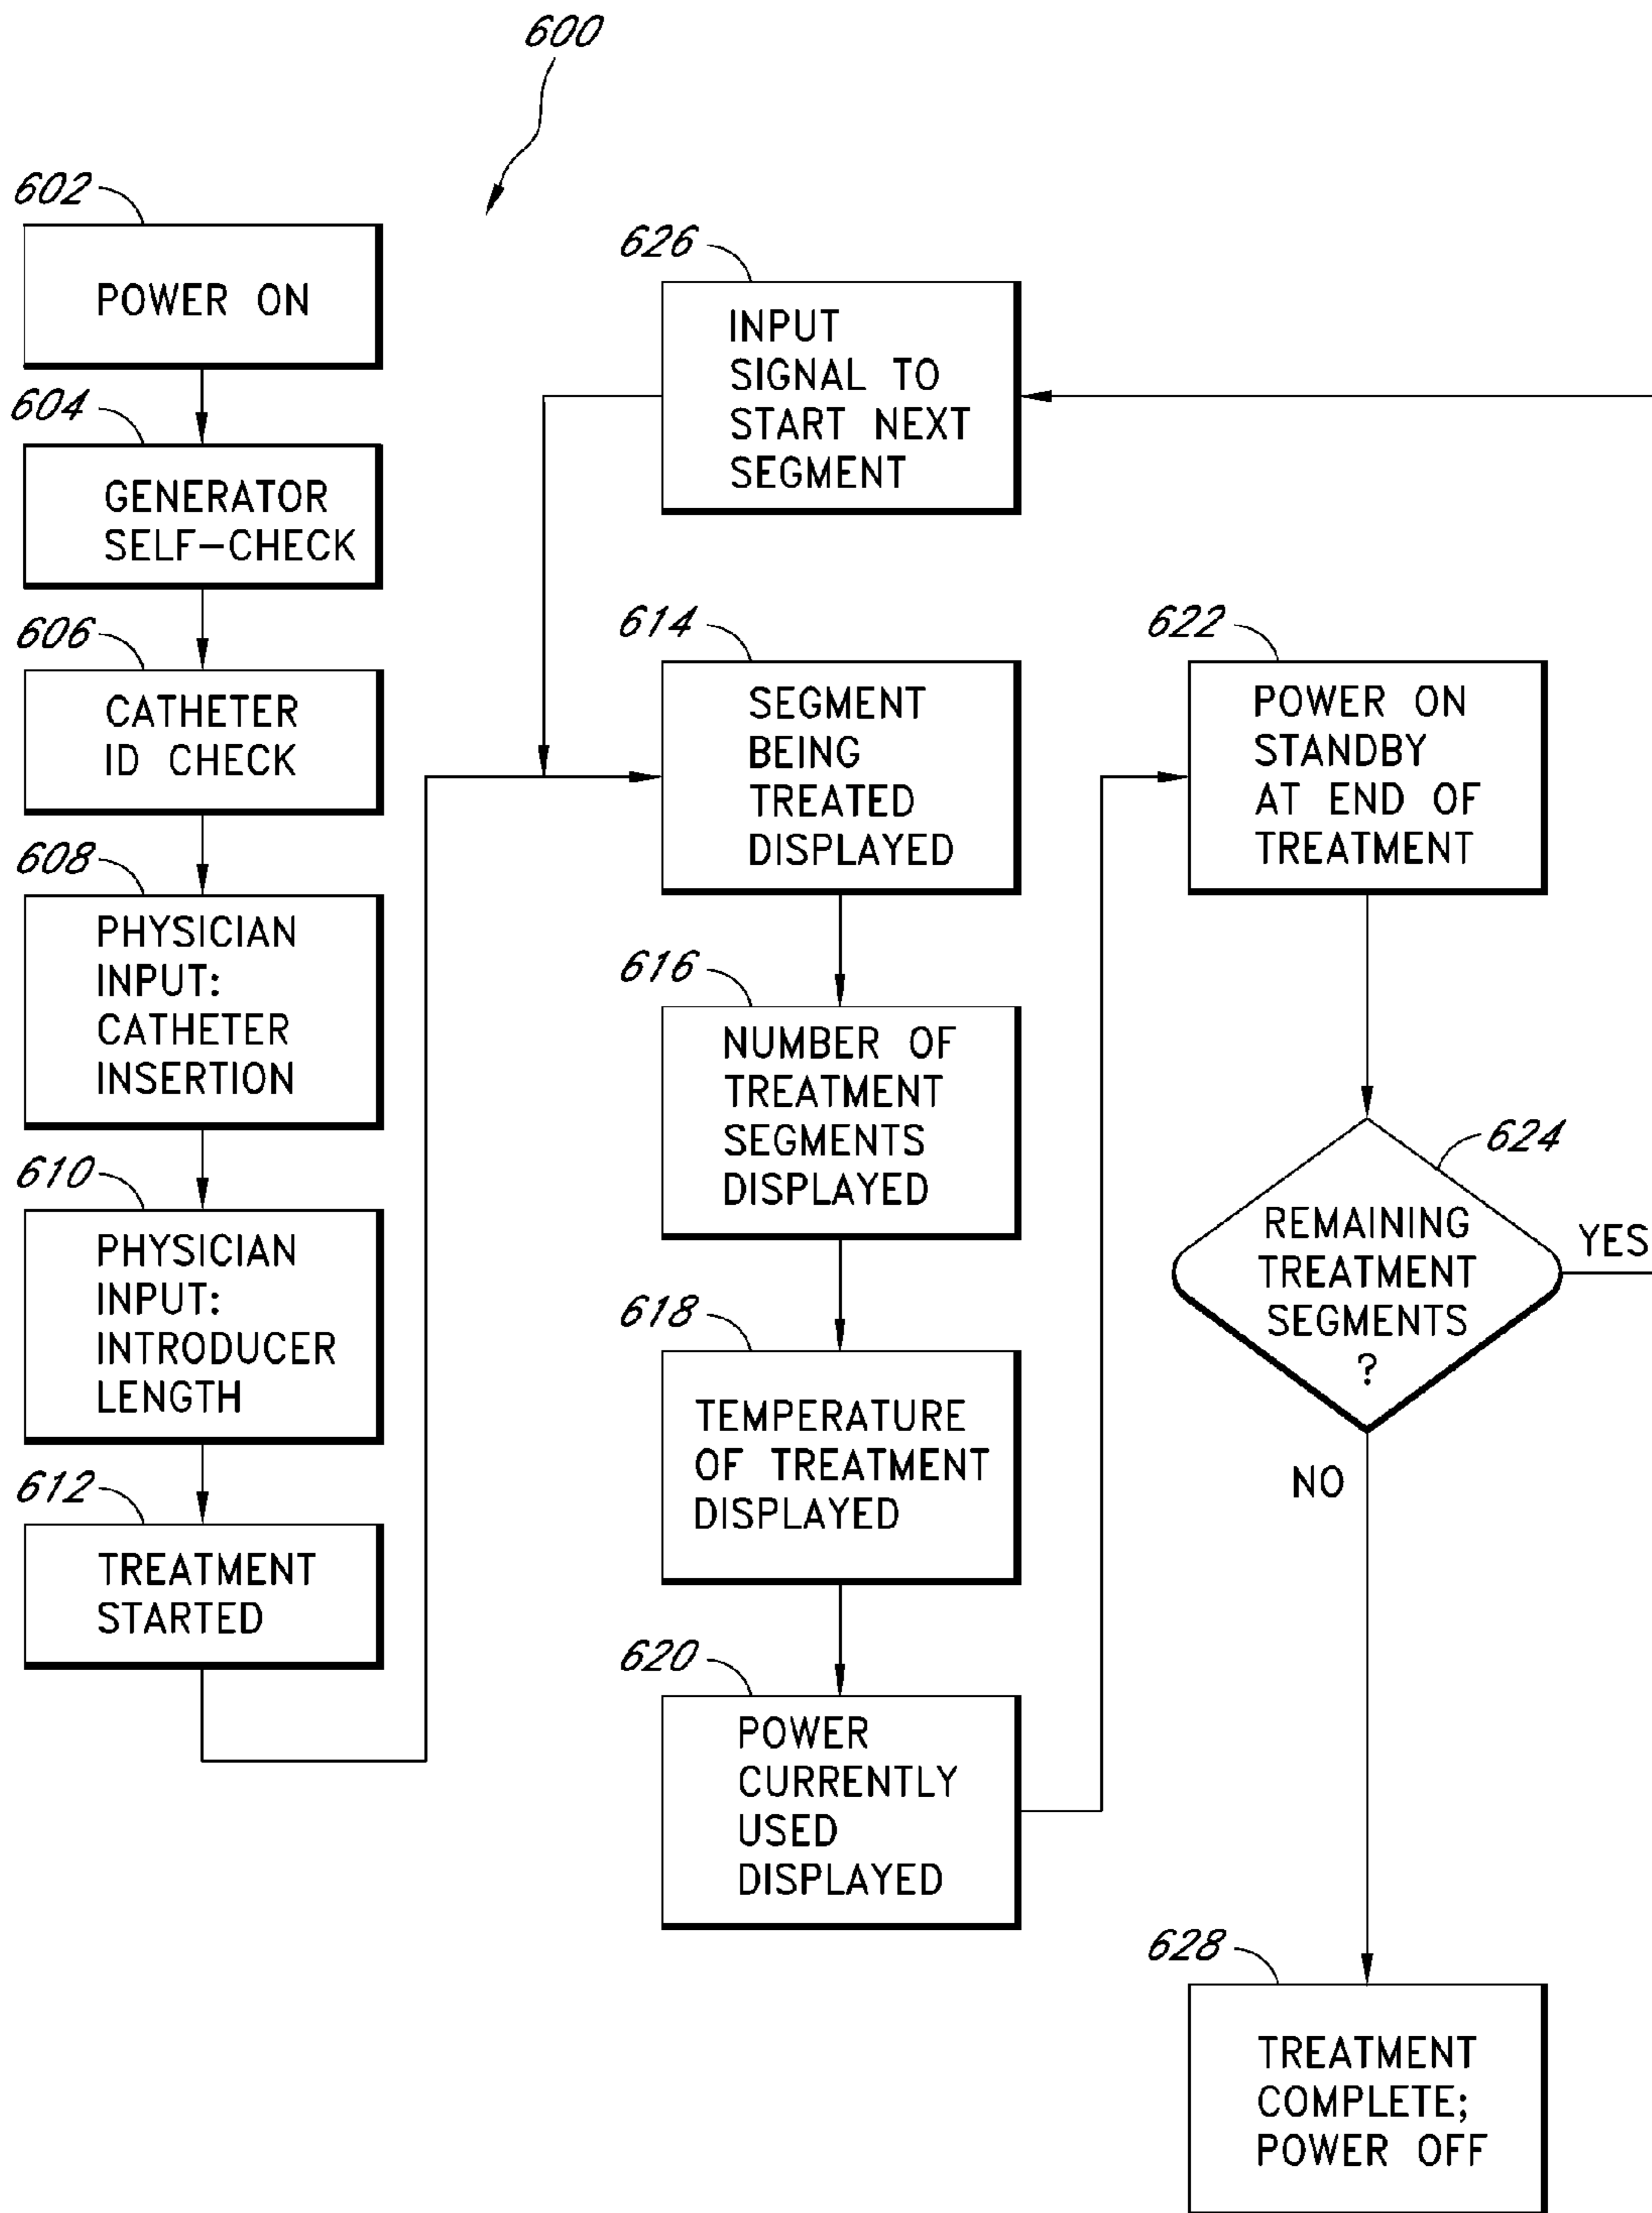 600
602
POWER ON
604
GENERATOR
SELF-CHECK
606
CATHETER
ID CHECK
608
PHYSICIAN
INPUT:
CATHETER
INSERTION
610
PHYSICIAN
INPUT:
INTRODUCER
LENGTH
612
TREATMENT
STARTED
626
INPUT
SIGNAL TO
START NEXT
SEGMENT
614
SEGMENT
BEING
TREATED
DISPLAYED
616
NUMBER OF
TREATMENT
SEGMENTS
DISPLAYED
618
TEMPERATURE
OF TREATMENT
DISPLAYED
620
POWER
CURRENTLY
USED
DISPLAYED
622
POWER ON
STANDBY
AT END OF
TREATMENT
624
REMAINING
TREATMENT
SEGMENTS
?
YES
NO
628
TREATMENT
COMPLETE;
POWER OFF